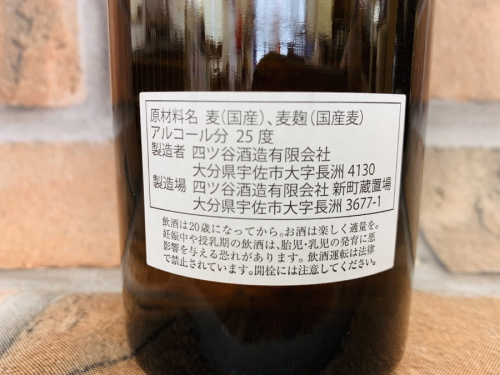 原材料名 麦(国産)、麦麹(国産麦)
アルコール分 25 度
製造者 四ツ谷酒造有限会社
大分県宇佐市大字長洲 4130
製造場 四ツ谷酒造有限会社 新町蔵置場
大分県宇佐市大字長洲 3677-1
飲酒は20歳になってから。お酒は楽しく適量を。
妊娠中や授乳期の飲酒は、胎児・乳児の発育に悪
影響を与える恐れがあります。飲酒運転は法律
で禁止されています。開栓には注意してください。